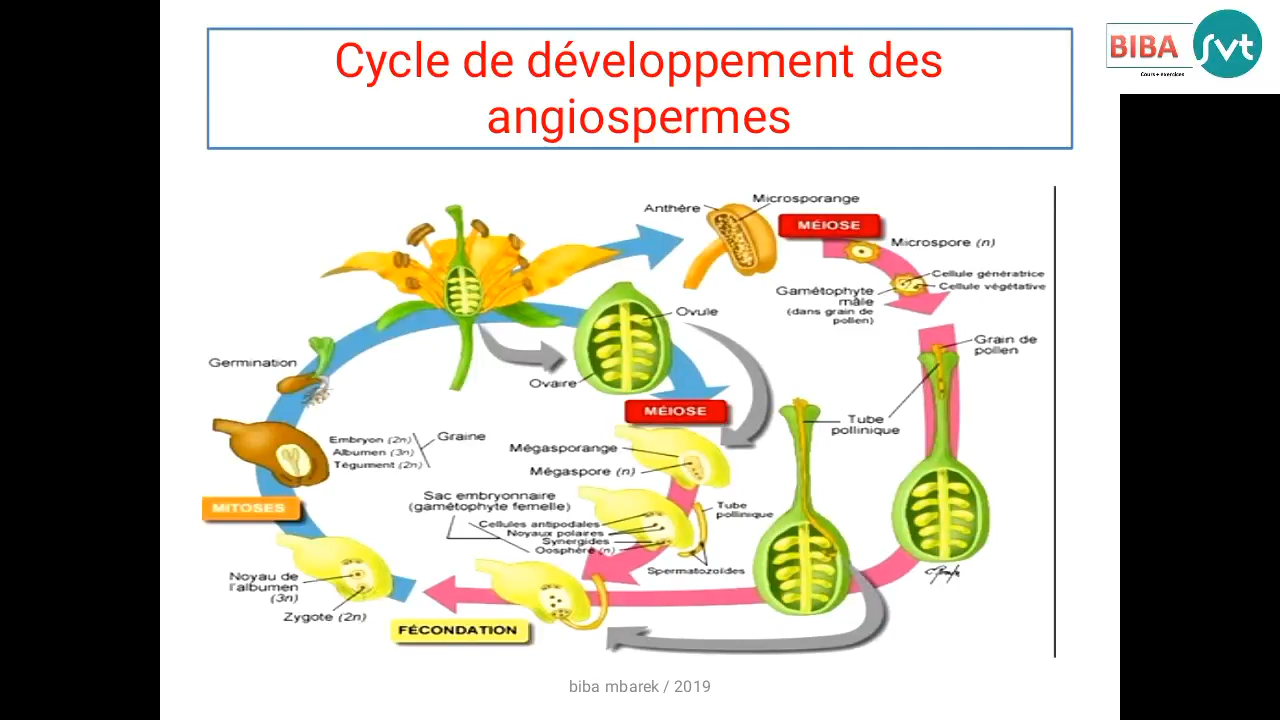 BIBA svt
Cours + exercices
Cycle de développement des
angiospermes
Anthère
Microsporange
MÉIOSE
Microspore (n)
Cellule génératrice
Cellule végétative
Gamétophyte
mâle
(dans grain de
pollen)
Ovule
Grain de
pollen
Germination
Ovaire
MÉIOSE
Tube
pollinique
Embryon (2n)
Albumen (3n)
Tégument (2n)
Graine
Mégasporange
Mégaspore (n)
Sac embryonnaire
(gamétophyte femelle)
MITOSES
Tube
pollinique
Cellules antipodales
Noyaux polaires
Synergides
Oosphère (n)
Spermatozoïdes
Noyau de
l'albumen
(3n)
Zygote (2n)
FÉCONDATION
biba mbarek / 2019